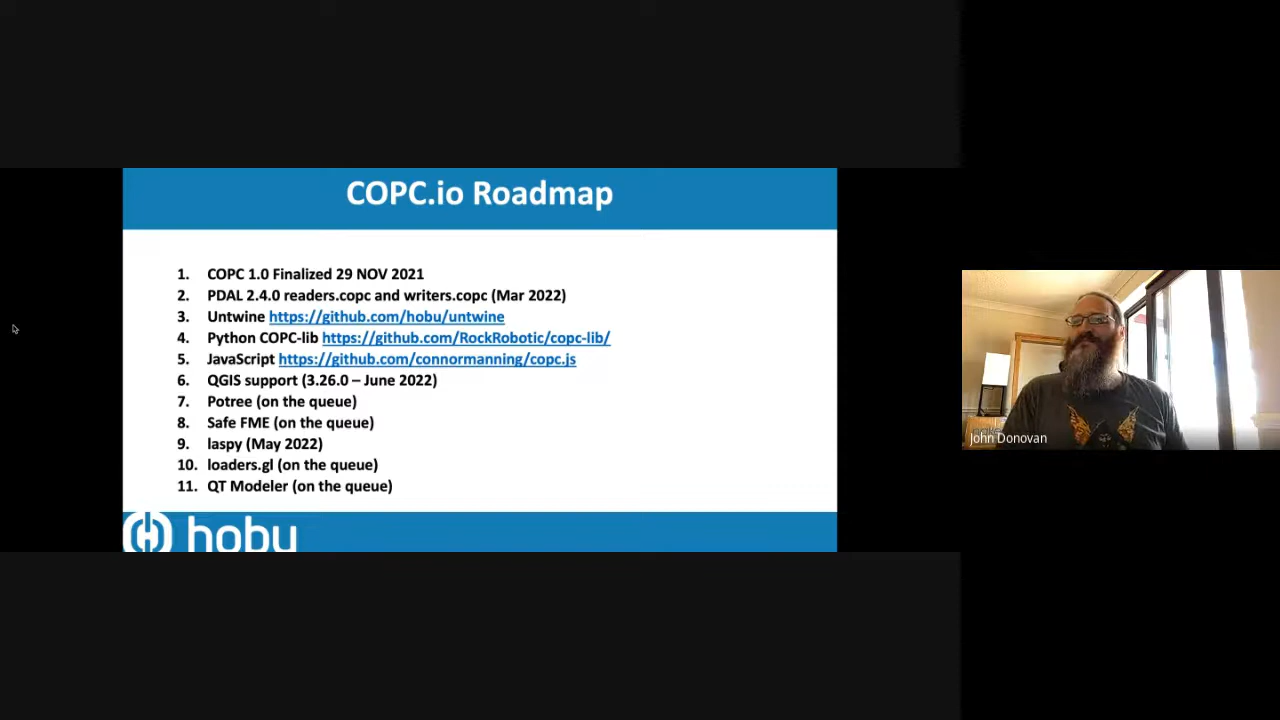 COPC.io Roadmap
1. COPC 1.0 Finalized 29 NOV 2021
2. PDAL 2.4.0 readers.copc and writers.copc (Mar 2022)
3. Untwine https://github.com/hobu/untwine
4. Python COPC-lib https://github.com/RockRobotic/copc-lib/
5. JavaScript https://github.com/connormanning/copc.js
6. QGIS support (3.26.0 – June 2022)
7. Potree (on the queue)
8. Safe FME (on the queue)
9. laspy (May 2022)
10. loaders.gl (on the queue)
11. QT Modeler (on the queue)
hobu
John Donovan